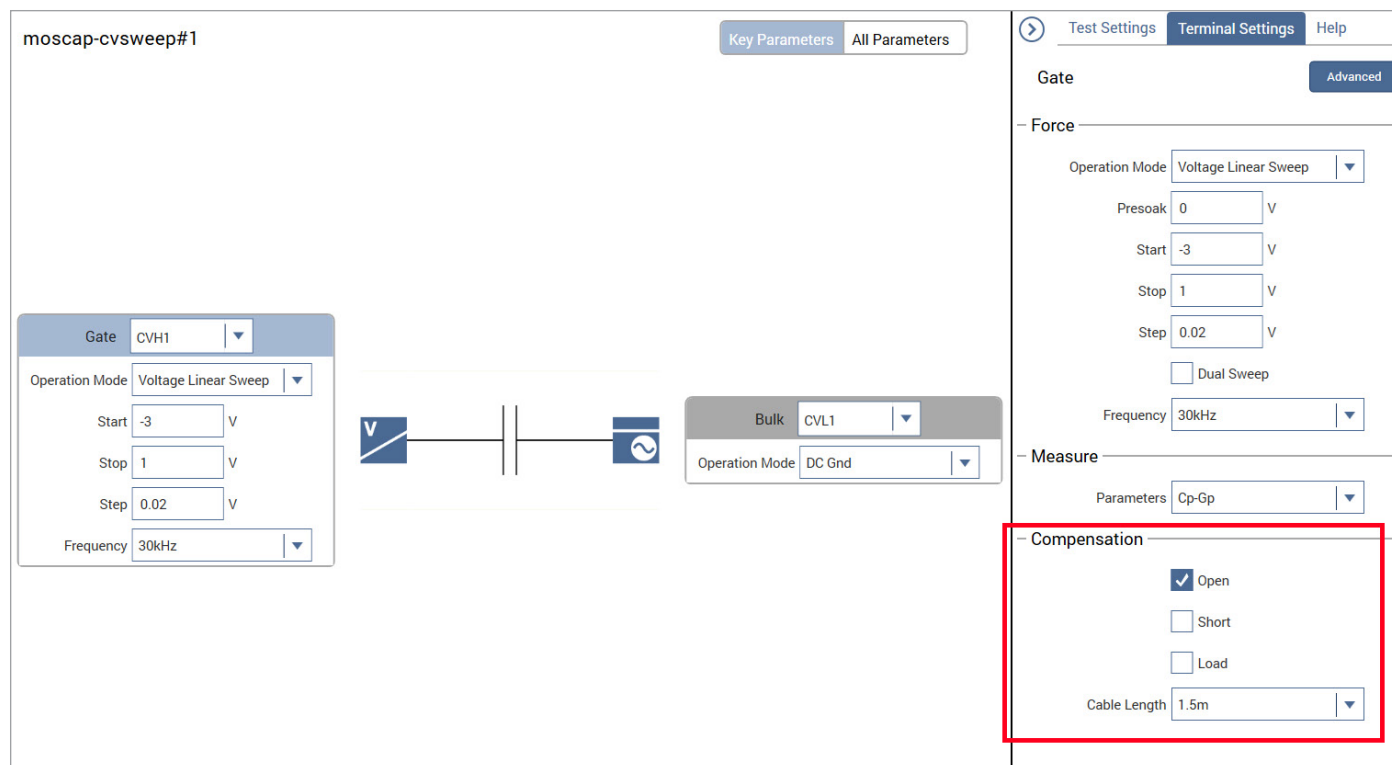 moscap-cvsweep#1
Key Parameters All Parameters
Gate CVH1
Operation Mode Voltage Linear Sweep
Start -3 V
Stop 1 V
Step 0.02 V
Frequency 30kHz
V
Bulk CVL1
Operation Mode DC Gnd
Test Settings Terminal Settings Help
Gate Advanced
Force
Operation Mode Voltage Linear Sweep
Presoak 0 V
Start -3 V
Stop 1 V
Step 0.02 V
Dual Sweep
Frequency 30kHz
Measure
Parameters Cp-Gp
Compensation
Open
Short
Load
Cable Length 1.5m